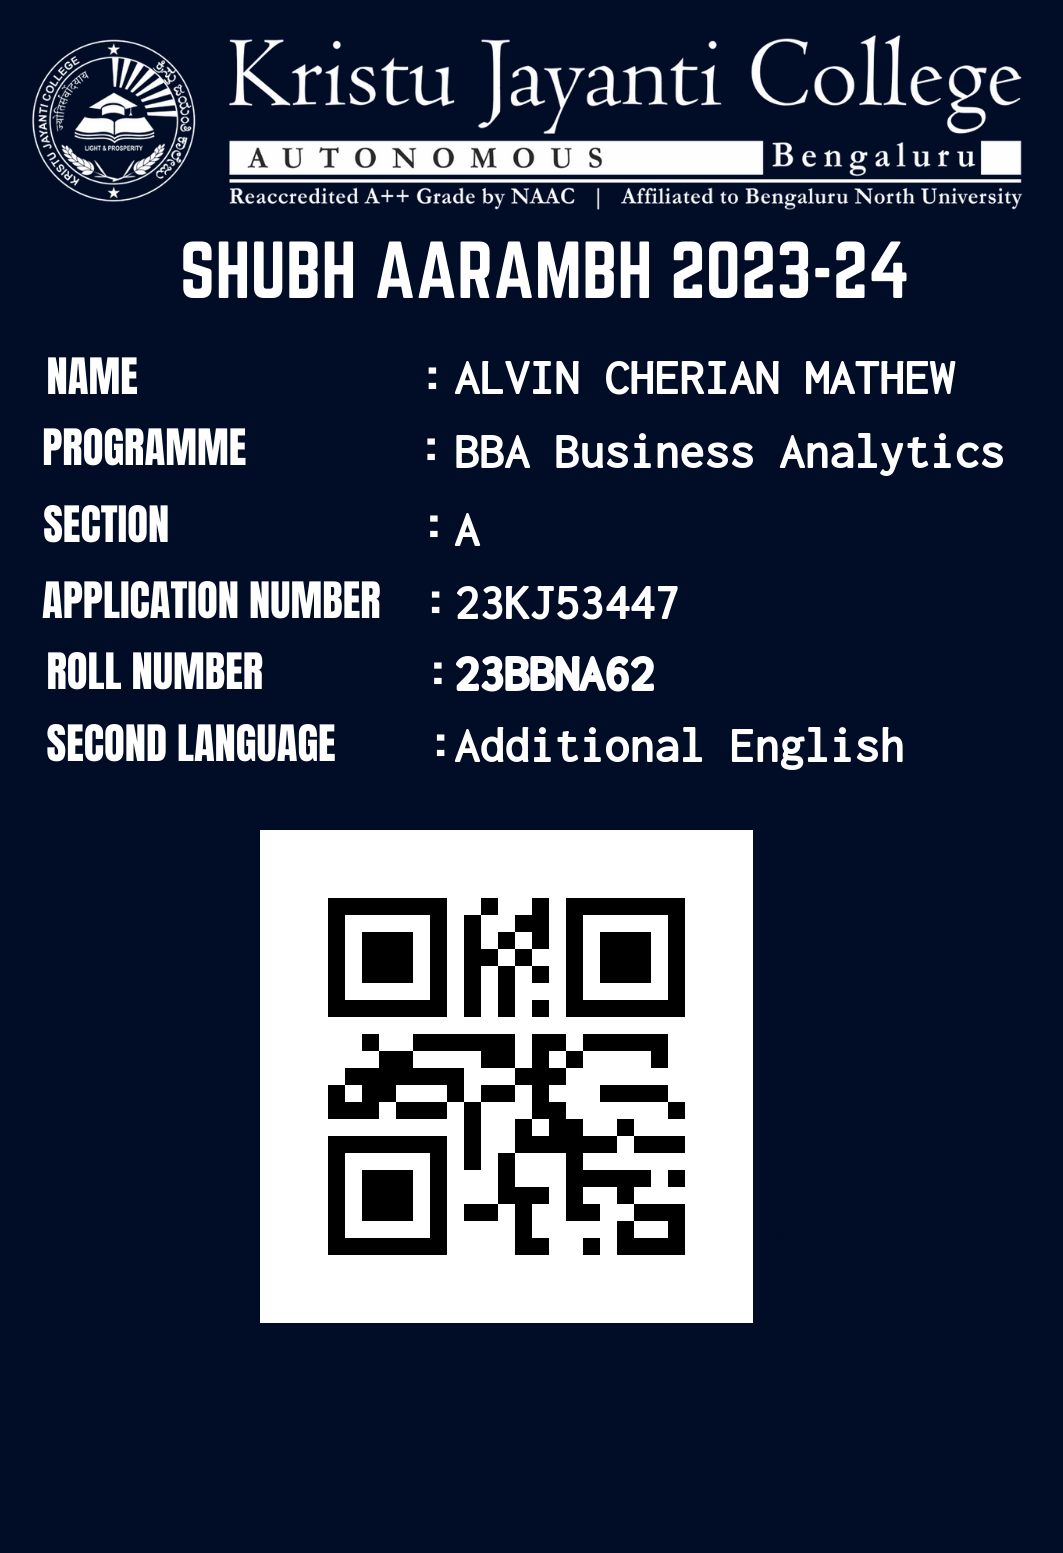 Kristu Jayanti College
AUTONOMOUS Bengaluru
Reaccredited A++ Grade by NAAC | Affiliated to Bengaluru North University
KRISTU JAYANTI COLLEGE
LIGHT & PROSPERITY
SHUBH AARAMBH 2023-24
NAME : ALVIN CHERIAN MATHEW
PROGRAMME : BBA Business Analytics
SECTION : A
APPLICATION NUMBER : 23KJ53447
ROLL NUMBER : 23BBNA62
SECOND LANGUAGE : Additional English